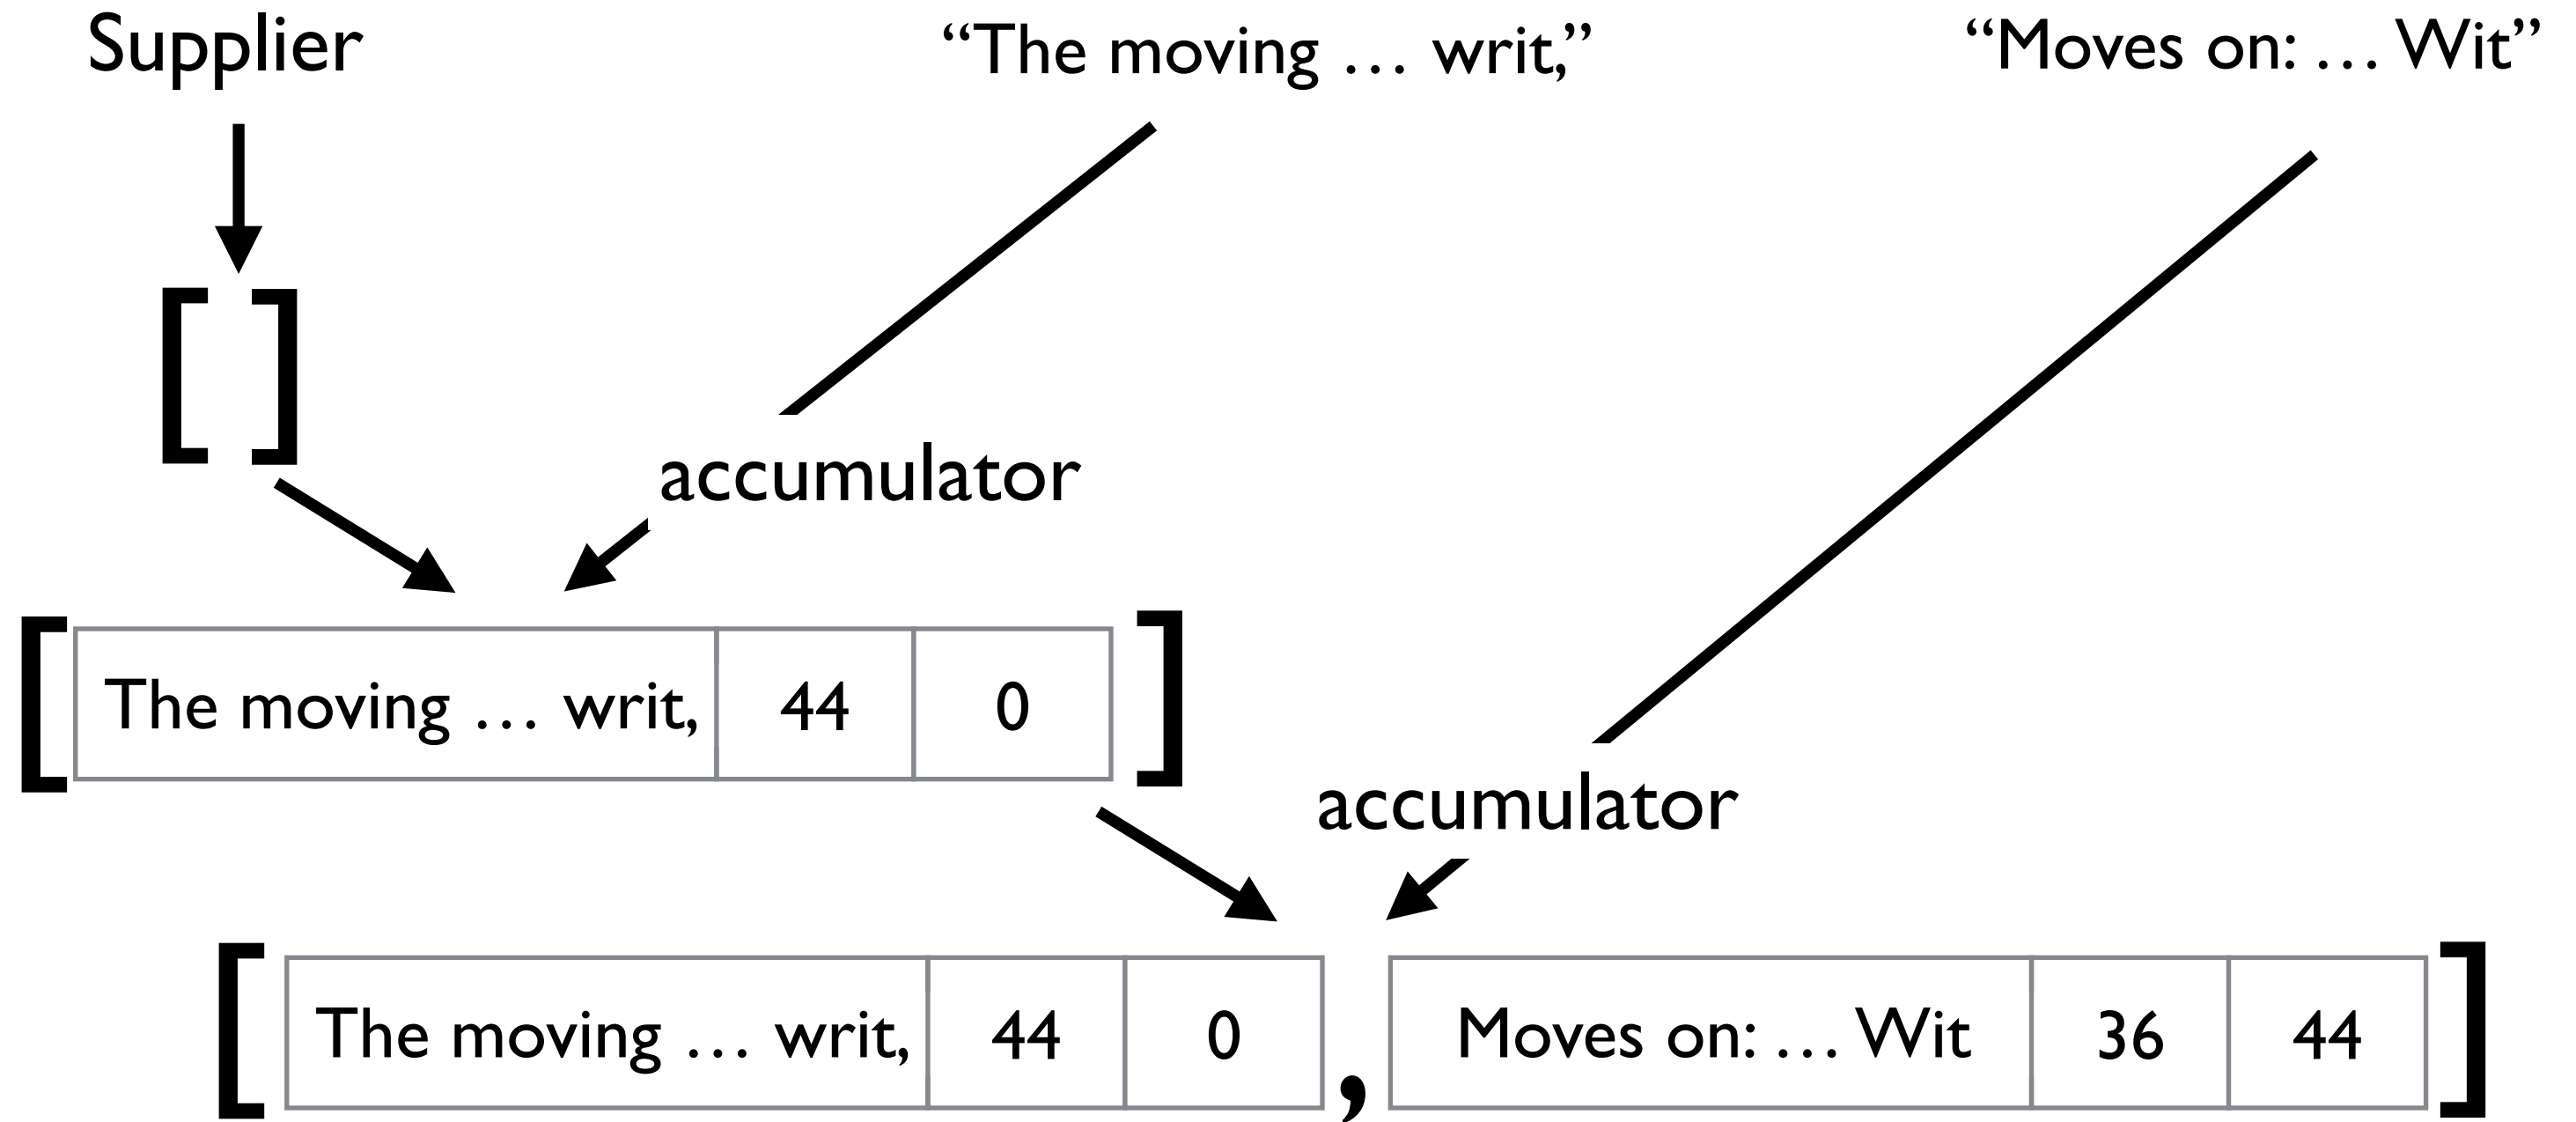 Supplier
“The moving … writ,”
“Moves on: … Wit”
[ ]
accumulator
[ The moving … writ, 44 0 ]
accumulator
[ The moving … writ, 44 0 , Moves on: … Wit 36 44 ]